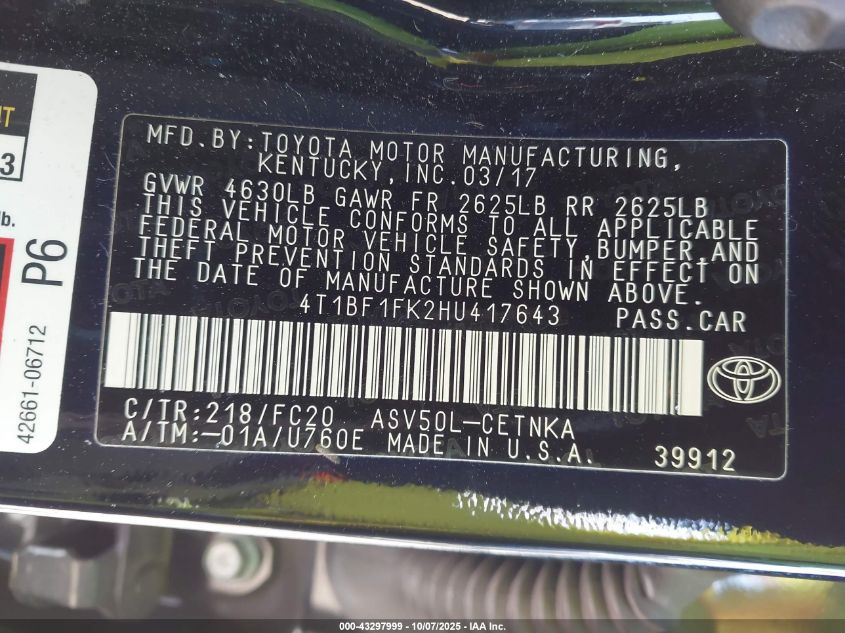 NT
3
lb.
P6
42661-06712
MFD.BY:TOYOTA MOTOR MANUFACTURING,
KENTUCKY,INC.03/17
GVWR 4630LB GAWR FR 2625LB RR 2625LB
THIS VEHICLE CONFORMS TO ALL APPLICABLE
FEDERAL MOTOR VEHICLE SAFETY,BUMPER,AND
THEFT PREVENTION STANDARDS IN EFFECT ON
THE DATE OF MANUFACTURE SHOWN ABOVE.
4T1BF1FK2HU417643 PASS.CAR
C/TR:218/FC20 ASV50L-CETNKA
A/TM:-01A/U760E MADE IN U.S.A. 39912
000-43297999 - 10/07/2025 - IAA Inc.